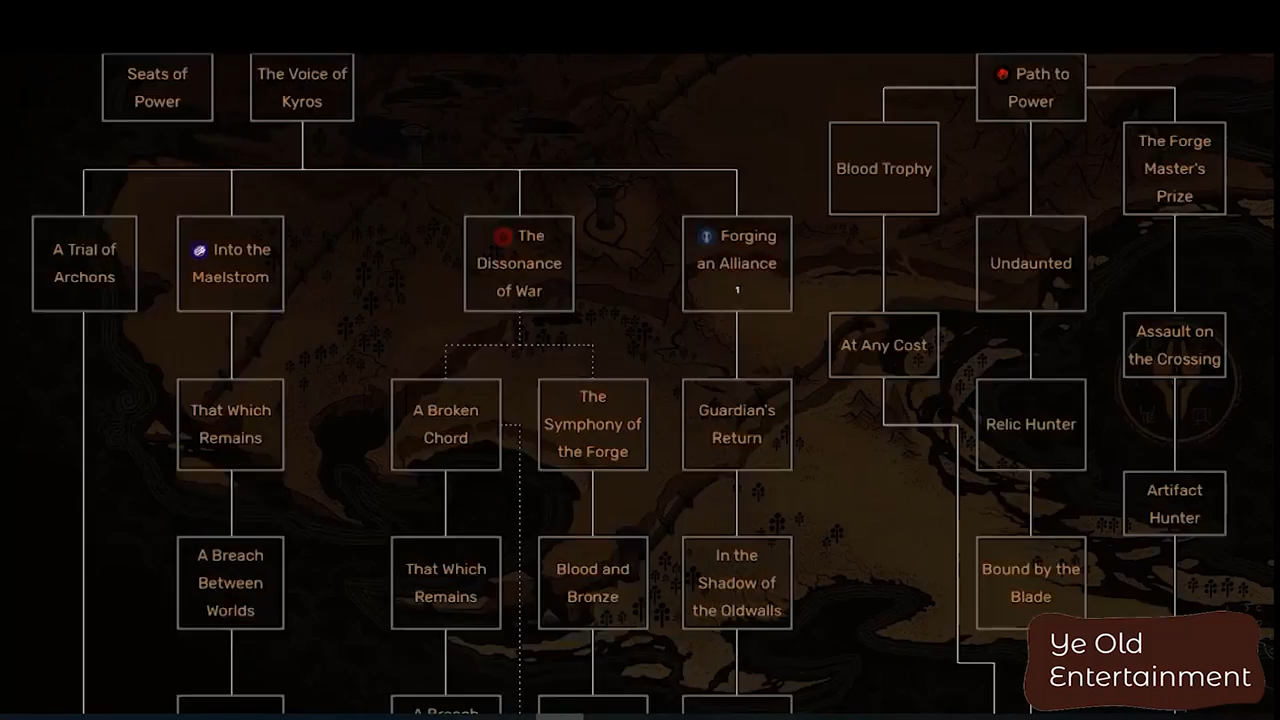 Seats of
Power
The Voice of
Kyros
Path to
Power
Blood Trophy
The Forge
Master's
Prize
A Trial of
Archons
Into the
Maelstrom
The
Dissonance
of War
Forging
an Alliance
1
Undaunted
At Any Cost
Assault on
the Crossing
That Which
Remains
A Broken
Chord
The
Symphony of
the Forge
Guardian's
Return
Relic Hunter
Artifact
Hunter
A Breach
Between
Worlds
That Which
Remains
Blood and
Bronze
In the
Shadow of
the Oldwalls
Bound by the
Blade
Ye Old
Entertainment
A Breach